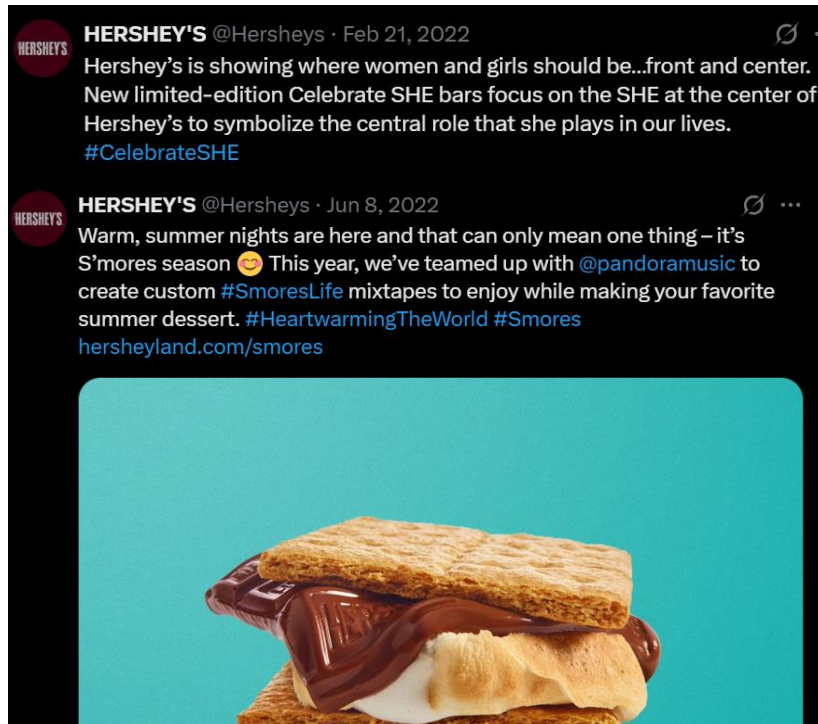 HERSHEY'S
HERSHEY'S @Hersheys · Feb 21, 2022
Hershey's is showing where women and girls should be...front and center.
New limited-edition Celebrate SHE bars focus on the SHE at the center of
Hershey's to symbolize the central role that she plays in our lives.
#CelebrateSHE
HERSHEY'S
HERSHEY'S @Hersheys · Jun 8, 2022
Warm, summer nights are here and that can only mean one thing – it's
S'mores season 😊 This year, we've teamed up with @pandoramusic to
create custom #SmoresLife mixtapes to enjoy while making your favorite
summer dessert. #HeartwarmingTheWorld #Smores
hersheyland.com/smores